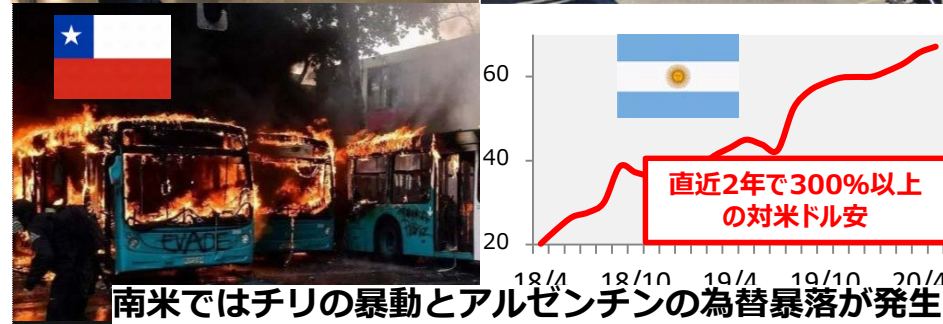 EVADE
60
40
20
直近2年で300%以上
の対米ドル安
18/4 18/10 19/4 19/10 20/4
南米ではチリの暴動とアルゼンチンの為替暴落が発生